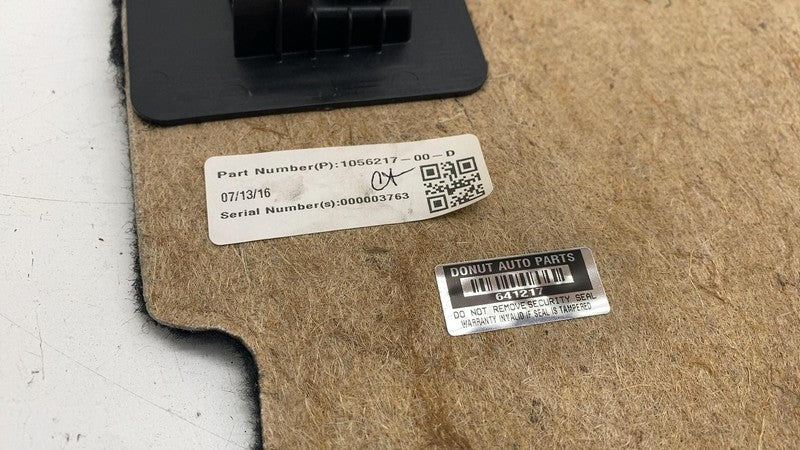 Part Number(P):1056217-00-D
07/13/16
Serial Number(s):000003763
DONUT AUTO PARTS
641217
DO NOT REMOVE SECURITY SEAL
WARRANTY INVALID IF SEAL IS TAMPERED